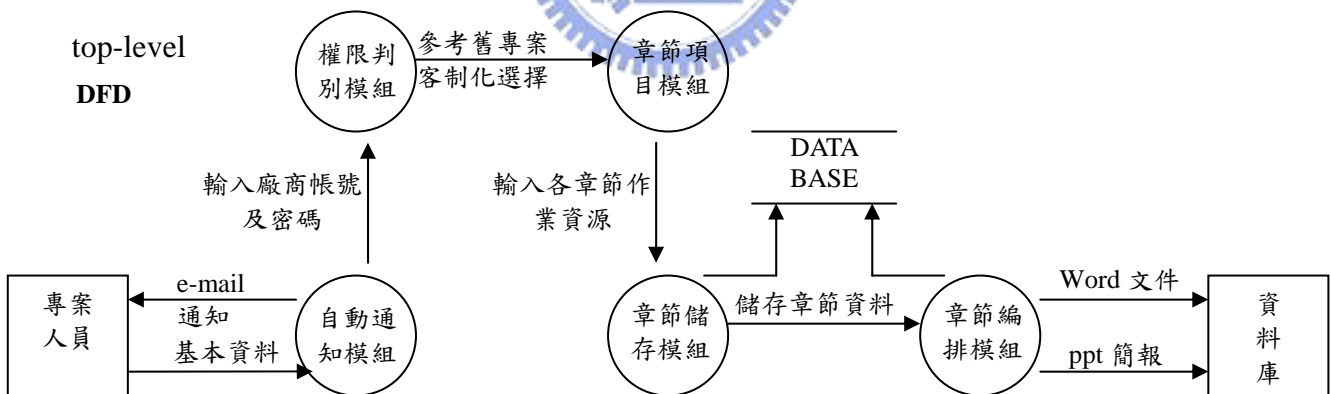 top-level
DFD
權限判
別模組
參考舊專案
客制化選擇
章節項
目模組
DATA
BASE
輸入廠商帳號
及密碼
輸入各章節作
業資源
專案
人員
e-mail
通知
基本資料
自動通
知模組
章節儲
存模組
儲存章節資料
章節編
排模組
Word 文件
ppt 簡報
資
料
庫